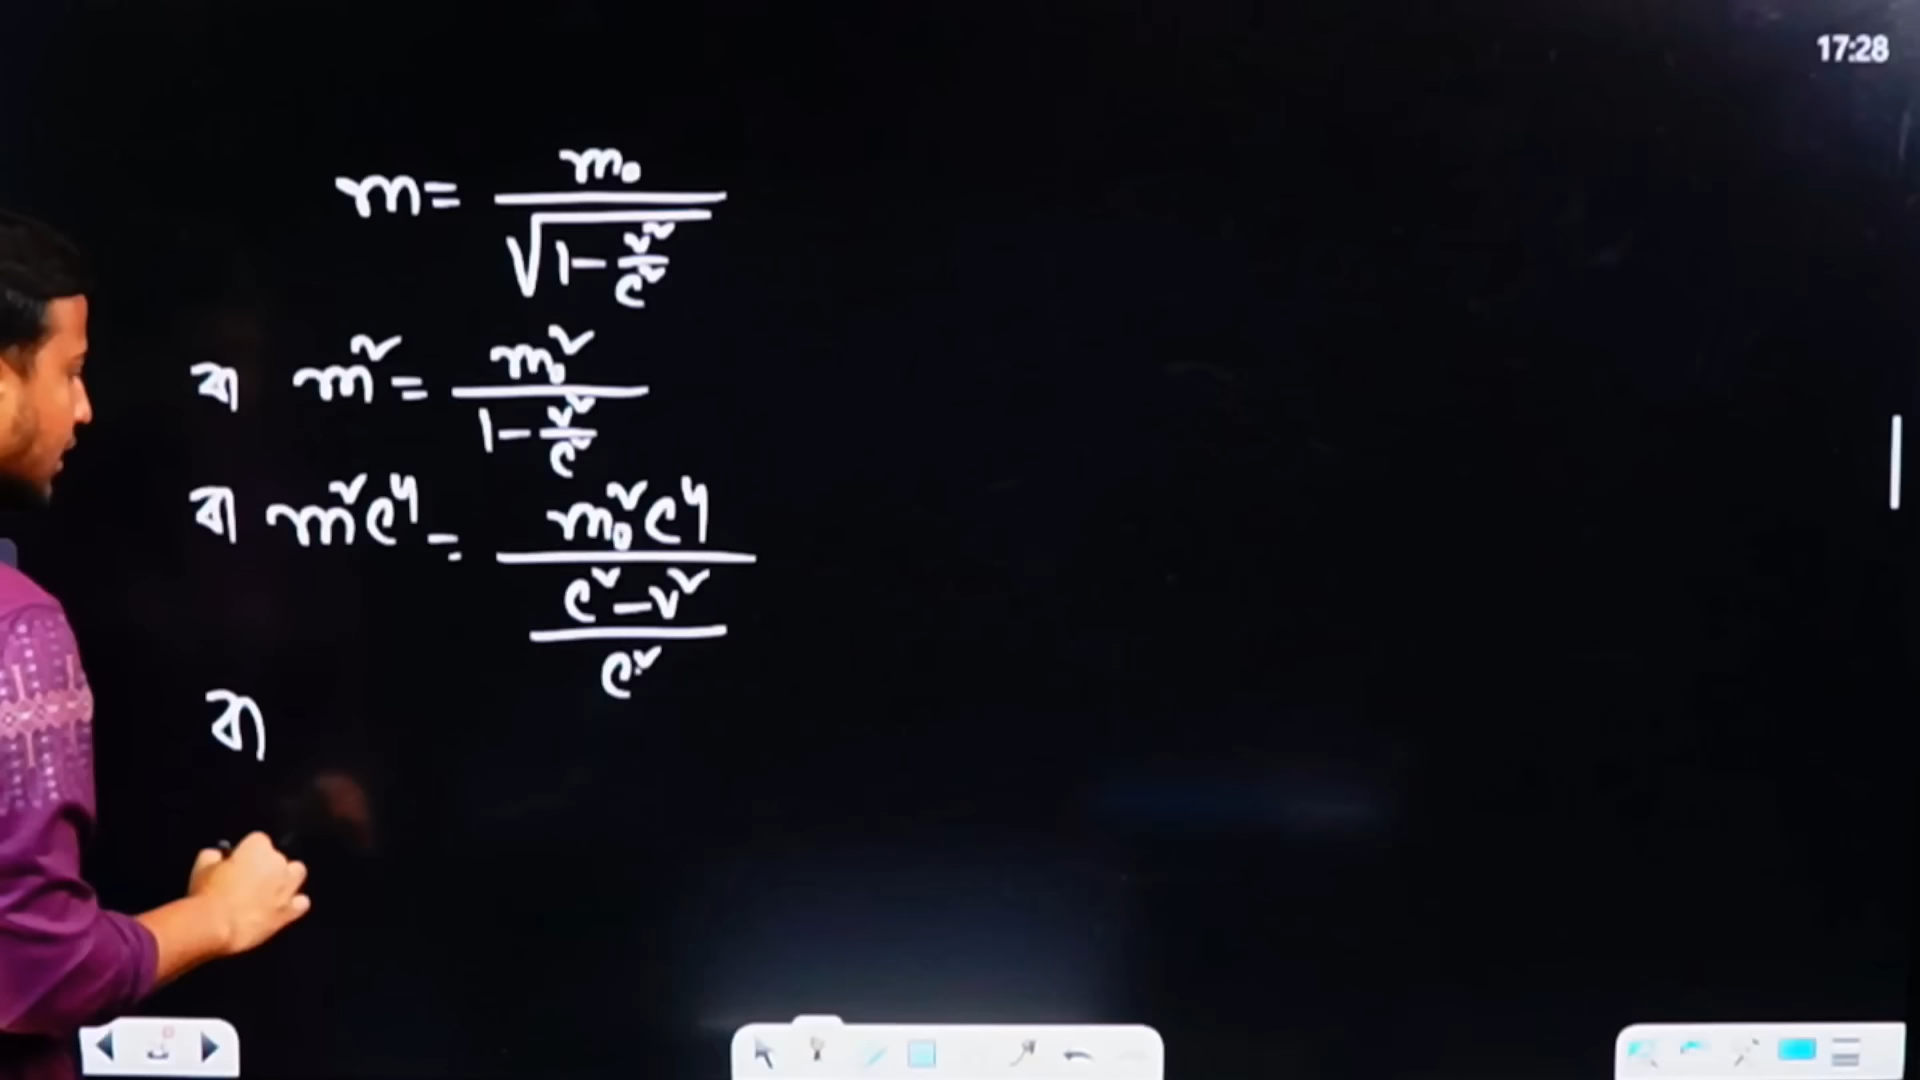 17:28
m = m₀ / √(1 - v²/c²)
বা m² = m₀² / (1 - v²/c²)
বা m²c⁴ = m₀²c⁴ / ((c² - v²) / c²)
বা